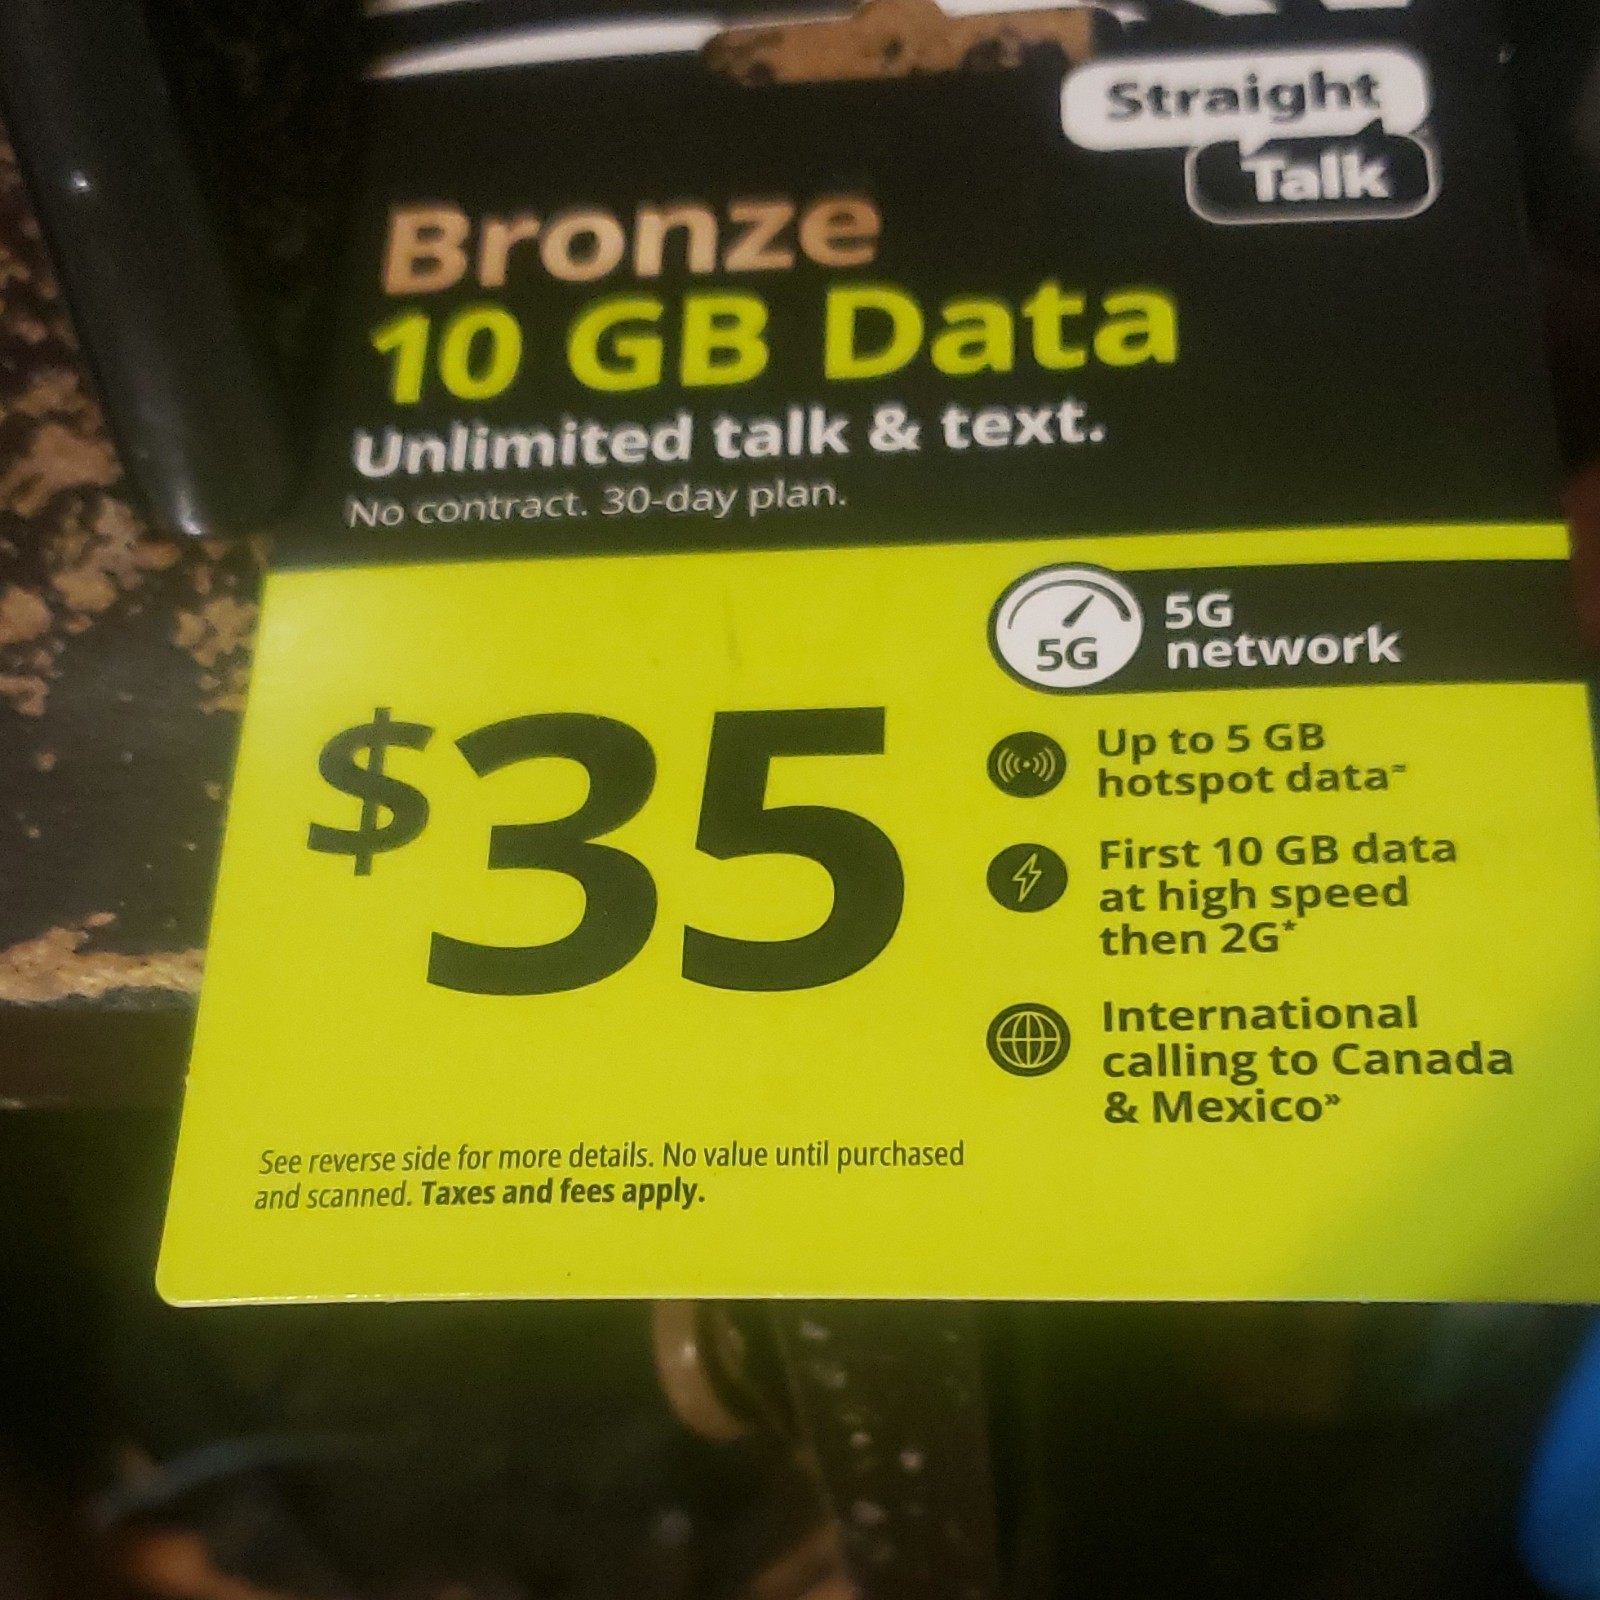 Straight
Talk
Bronze
10 GB Data
Unlimited talk & text.
No contract. 30-day plan.
5G
5G
network
$35
Up to 5 GB
hotspot data≈
First 10 GB data
at high speed
then 2G*
International
calling to Canada
& Mexico»
See reverse side for more details. No value until purchased
and scanned. Taxes and fees apply.